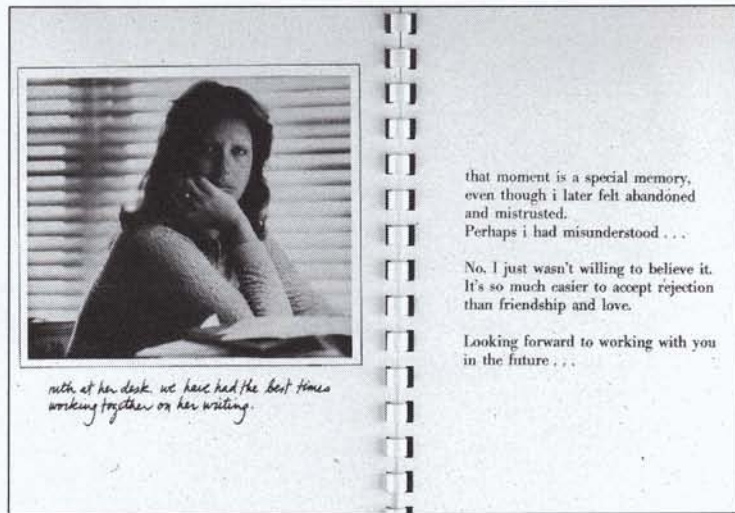 ruth at her desk. we have had the best times
working together on her writing.
that moment is a special memory,
even though i later felt abandoned
and mistrusted.
Perhaps i had misunderstood . . .
No, I just wasn't willing to believe it.
It's so much easier to accept rejection
than friendship and love.
Looking forward to working with you
in the future . . .